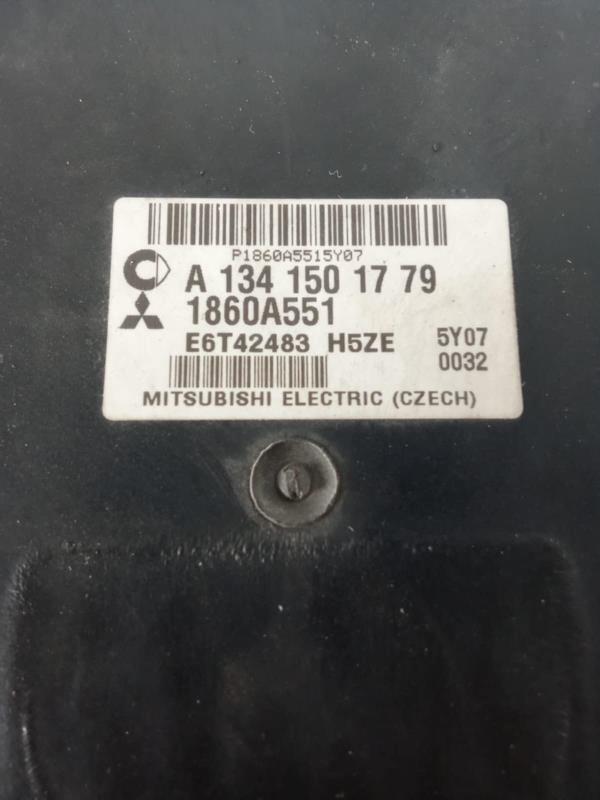 P1860A5515Y07
A 134 150 17 79
1860A551
E6T42483 H5ZE 5Y07
0032
MITSUBISHI ELECTRIC (CZECH)